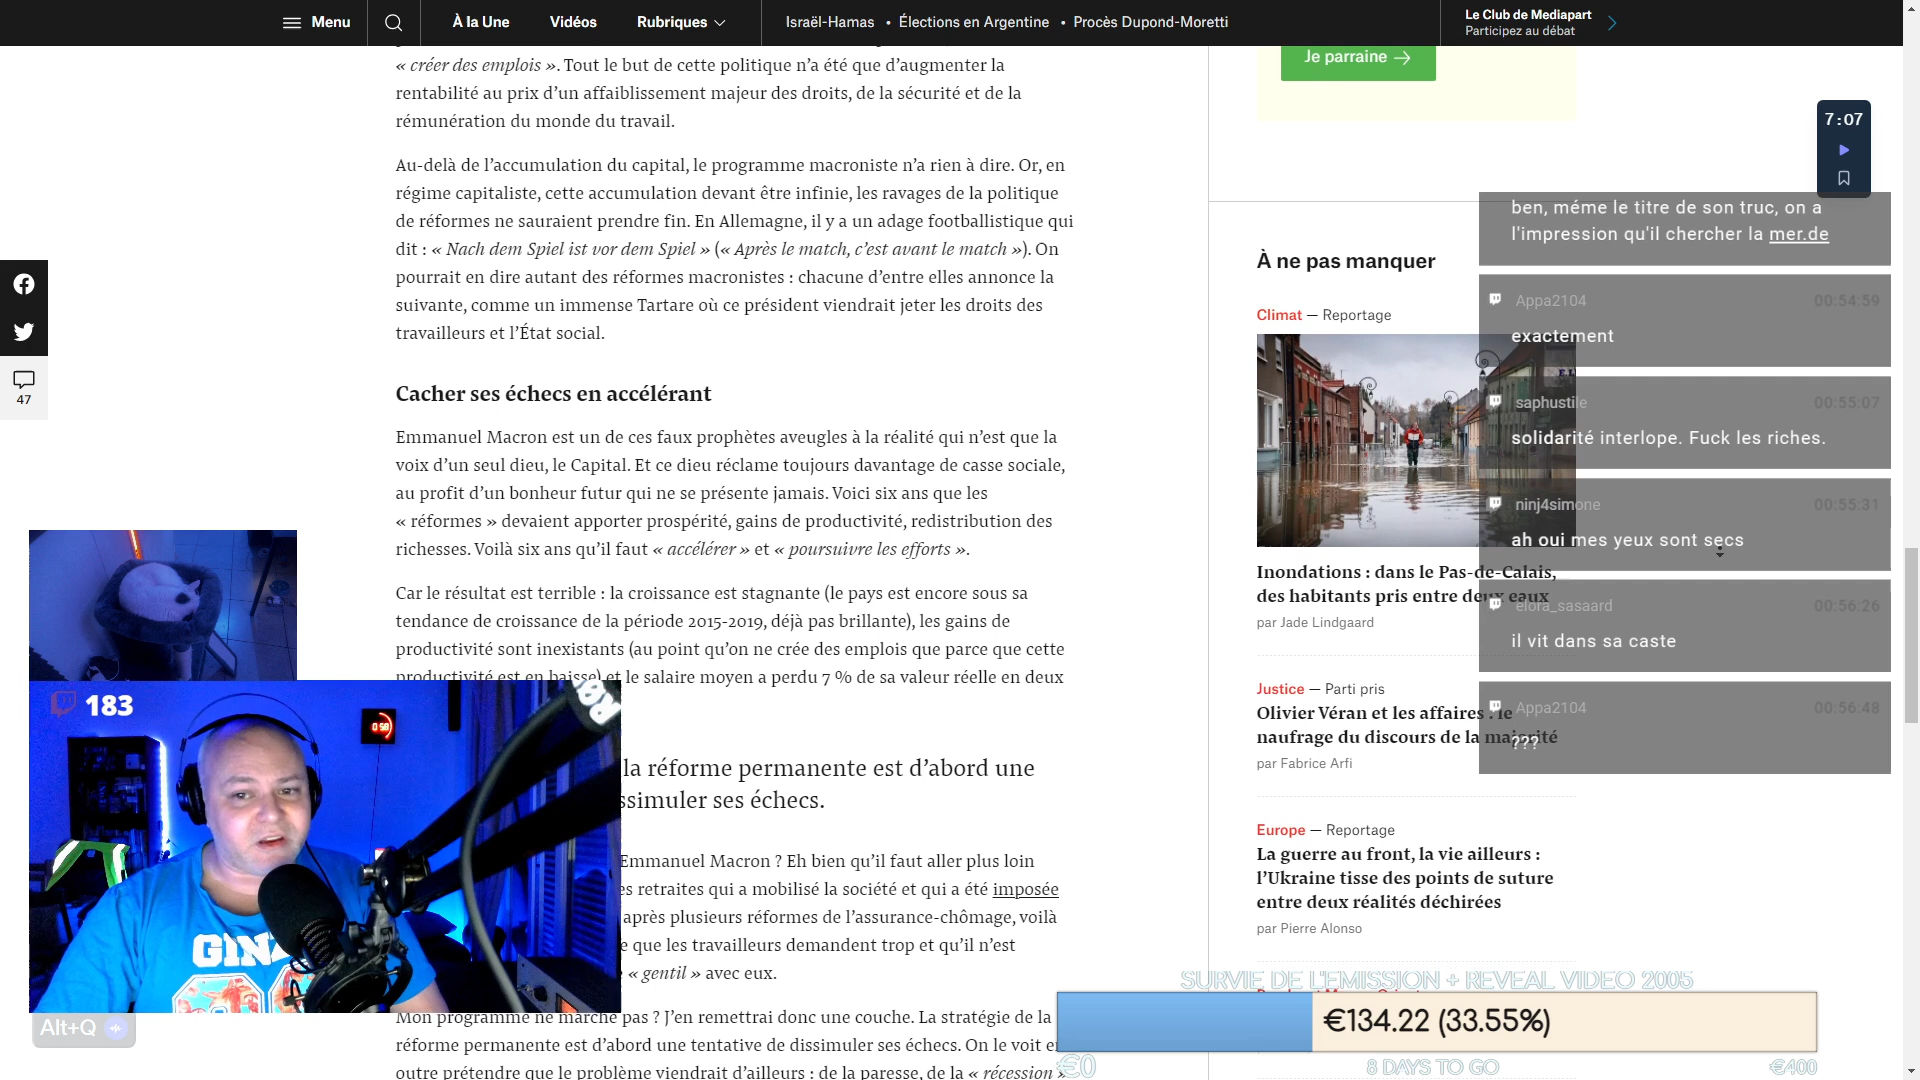 Menu
À la Une
Vidéos
Rubriques
Israël-Hamas • Élections en Argentine • Procès Dupond-Moretti
Le Club de Mediapart
Participez au débat
« créer des emplois ». Tout le but de cette politique n’a été que d’augmenter la
rentabilité au prix d’un affaiblissement majeur des droits, de la sécurité et de la
rémunération du monde du travail.
Au-delà de l’accumulation du capital, le programme macroniste n’a rien à dire. Or, en
régime capitaliste, cette accumulation devant être infinie, les ravages de la politique
de réformes ne sauraient prendre fin. En Allemagne, il y a un adage footballistique qui
dit : « Nach dem Spiel ist vor dem Spiel » (« Après le match, c’est avant le match »). On
pourrait en dire autant des réformes macronistes : chacune d’entre elles annonce la
suivante, comme un immense Tartare où ce président viendrait jeter les droits des
travailleurs et l’État social.
Cacher ses échecs en accélérant
Emmanuel Macron est un de ces faux prophètes aveugles à la réalité qui n’est que la
voix d’un seul dieu, le Capital. Et ce dieu réclame toujours davantage de casse sociale,
au profit d’un bonheur futur qui ne se présente jamais. Voici six ans que les
« réformes » devaient apporter prospérité, gains de productivité, redistribution des
richesses. Voilà six ans qu’il faut « accélérer » et « poursuivre les efforts ».
Car le résultat est terrible : la croissance est stagnante (le pays est encore sous sa
tendance de croissance de la période 2015-2019, déjà pas brillante), les gains de
productivité sont inexistants (au point qu’on ne crée des emplois que parce que cette
productivité est en baisse) et le salaire moyen a perdu 7 % de sa valeur réelle en deux
la réforme permanente est d’abord une
ssimuler ses échecs.
Emmanuel Macron ? Eh bien qu’il faut aller plus loin
es retraites qui a mobilisé la société et qui a été imposée
après plusieurs réformes de l’assurance-chômage, voilà
e que les travailleurs demandent trop et qu’il n’est
« gentil » avec eux.
Mon programme ne marche pas ? J’en remettrai donc une couche. La stratégie de la
réforme permanente est d’abord une tentative de dissimuler ses échecs. On le voit e
outre prétendre que le problème viendrait d’ailleurs : de la paresse, de la « récession »
47
183
0:58
GIN
Alt+Q
Je parraine →
7:07
À ne pas manquer
Climat — Reportage
Inondations : dans le Pas-de-Calais,
des habitants pris entre deux eaux
par Jade Lindgaard
Justice — Parti pris
Olivier Véran et les affaires : le
naufrage du discours de la majorité
par Fabrice Arfi
Europe — Reportage
La guerre au front, la vie ailleurs :
l’Ukraine tisse des points de suture
entre deux réalités déchirées
par Pierre Alonso
ben, méme le titre de son truc, on a
l'impression qu'il chercher la mer.de
Appa2104 00:54:59
exactement
saphustile 00:55:07
solidarité interlope. Fuck les riches.
ninj4simone 00:55:31
ah oui mes yeux sont secs
elora_sasaard 00:56:26
il vit dans sa caste
Appa2104 00:56:48
???
SURVIE DE L'EMISSION + REVEAL VIDEO 2005
€134.22 (33.55%)
€0
8 DAYS TO GO
€400